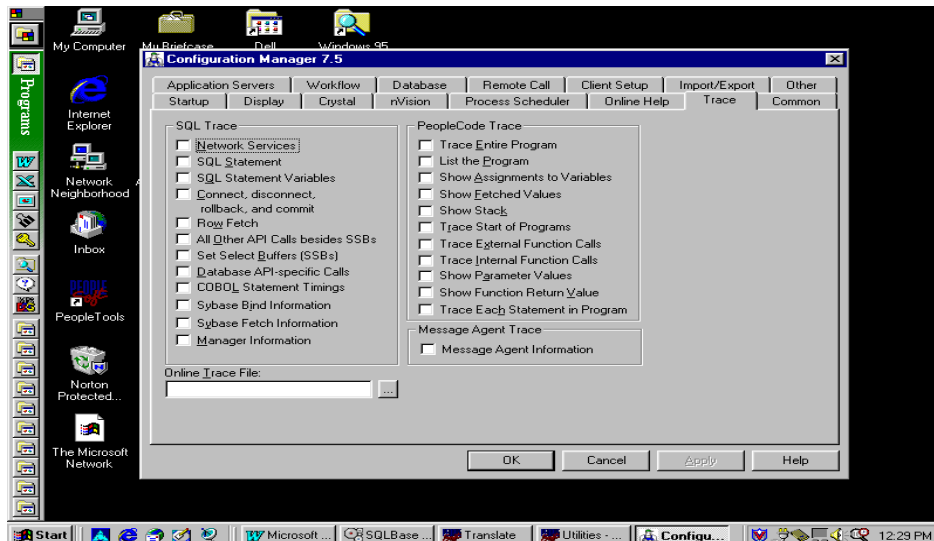 My Computer
My Briefcase
Dell
Windows 95
Programs
Internet
Explorer
Network
Neighborhood
Inbox
PEOPLE
Soft
PeopleTools
Norton
Protected...
The Microsoft
Network
Configuration Manager 7.5
Application Servers Workflow Database Remote Call Client Setup Import/Export Other
Startup Display Crystal nVision Process Scheduler Online Help Trace Common
SQL Trace
Network Services
SQL Statement
SQL Statement Variables
Connect, disconnect,
rollback, and commit
Row Fetch
All Other API Calls besides SSBs
Set Select Buffers (SSBs)
Database API-specific Calls
COBOL Statement Timings
Sybase Bind Information
Sybase Fetch Information
Manager Information
Online Trace File:
...
PeopleCode Trace
Trace Entire Program
List the Program
Show Assignments to Variables
Show Fetched Values
Show Stack
Trace Start of Programs
Trace External Function Calls
Trace Internal Function Calls
Show Parameter Values
Show Function Return Value
Trace Each Statement in Program
Message Agent Trace
Message Agent Information
OK Cancel Apply Help
Start Microsoft ... SQLBase ... Translate Utilities - ... Configu... 12:29 PM